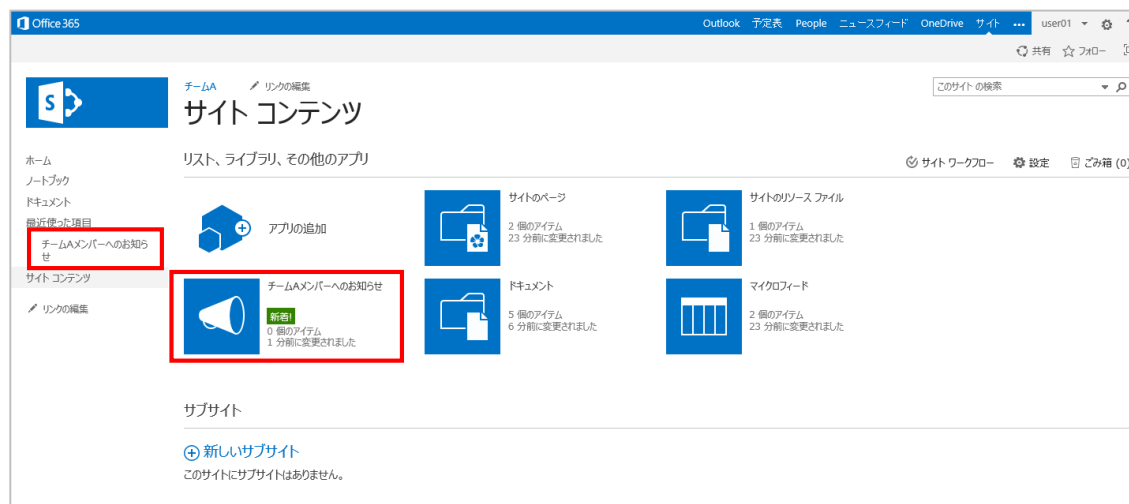 Office 365
Outlook 予定表 People ニュースフィード OneDrive サイト ••• user01
共有 フォロー
チームA リンクの編集
サイト コンテンツ
このサイト の検索
ホーム
ノートブック
ドキュメント
最近使った項目
チームAメンバーへのお知ら
せ
サイト コンテンツ
リンクの編集
リスト、ライブラリ、その他のアプリ
サイト ワークフロー 設定 ごみ箱 (0)
アプリの追加
サイトのページ
2 個のアイテム
23 分前に変更されました
サイトのリソース ファイル
1 個のアイテム
23 分前に変更されました
チームAメンバーへのお知らせ
新着!
0 個のアイテム
1 分前に変更されました
ドキュメント
5 個のアイテム
6 分前に変更されました
マイクロフィード
2 個のアイテム
23 分前に変更されました
サブサイト
新しいサブサイト
このサイトにサブサイトはありません。